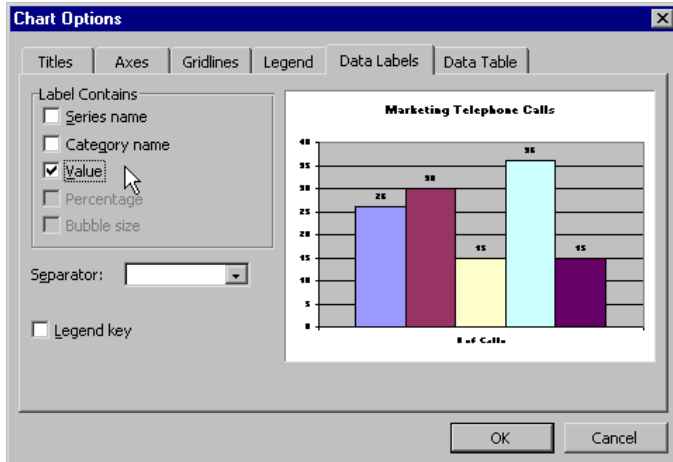 Chart Options
Titles Axes Gridlines Legend Data Labels Data Table
Label Contains
Series name
Category name
Value
Percentage
Bubble size
Separator:
Legend key
Marketing Telephone Calls
40
35
30
25
20
15
10
5
0
26
30
15
36
15
# of Calls
OK Cancel